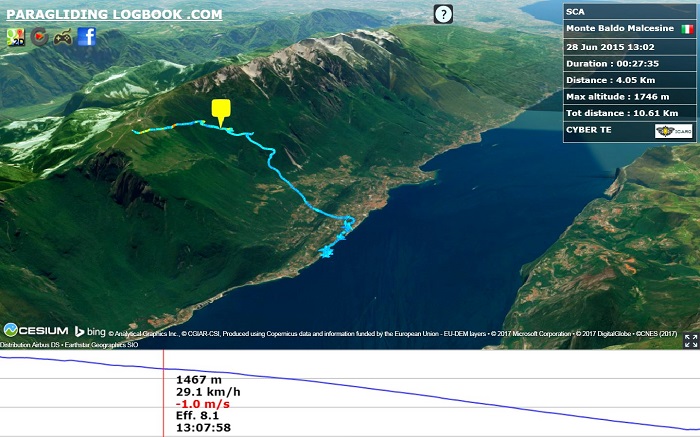 PARAGLIDING LOGBOOK .COM
2D
?
SCA
Monte Baldo Malcesine
28 Jun 2015 13:02
Duration : 00:27:35
Distance : 4.05 Km
Max altitude : 1746 m
Tot distance : 10.61 Km
CYBER TE
ICARO
CESIUM bing © Analytical Graphics Inc., © CGIAR-CSI, Produced using Copernicus data and information funded by the European Union - EU-DEM layers • © 2017 Microsoft Corporation • © 2017 DigitalGlobe • ©CNES (2017)
Distribution Airbus DS • Earthstar Geographics SIO
1467 m
29.1 km/h
-1.0 m/s
Eff. 8.1
13:07:58